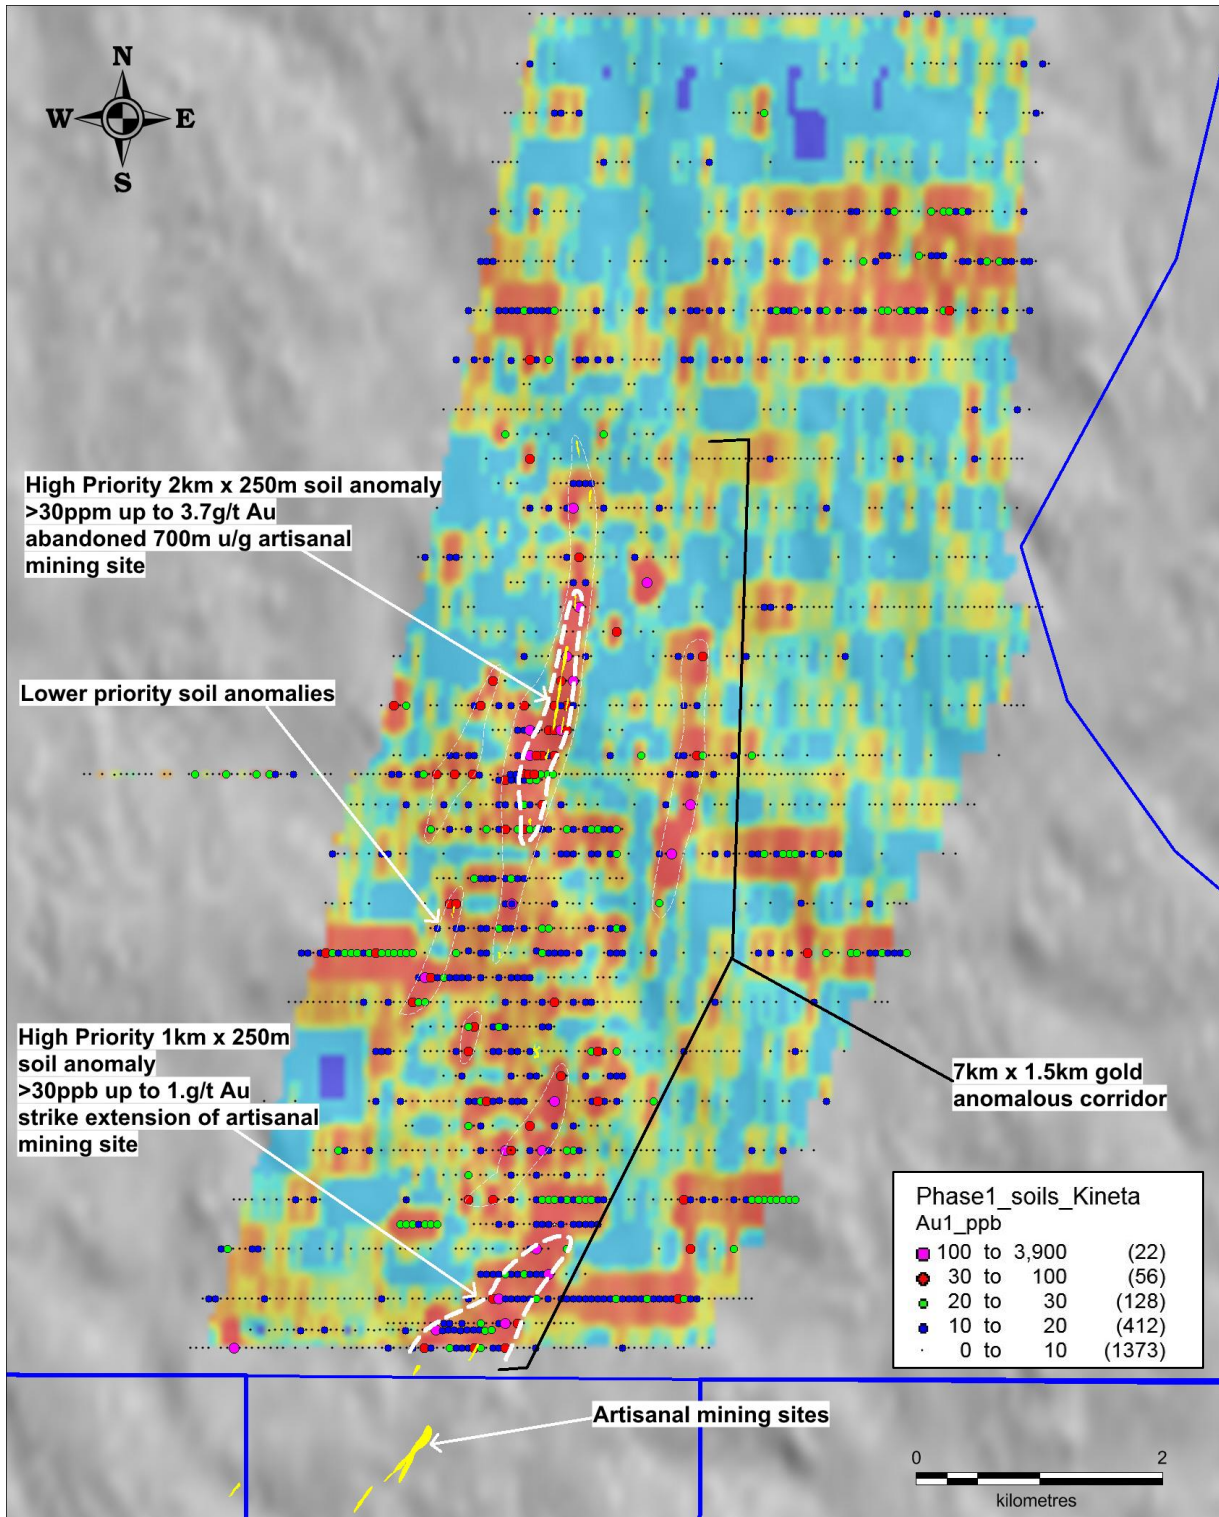 N
W E
S
High Priority 2km x 250m soil anomaly
>30ppm up to 3.7g/t Au
abandoned 700m u/g artisanal
mining site
Lower priority soil anomalies
High Priority 1km x 250m
soil anomaly
>30ppb up to 1.g/t Au
strike extension of artisanal
mining site
7km x 1.5km gold
anomalous corridor
Phase1_soils_Kineta
Au1_ppb
100 to 3,900 (22)
30 to 100 (56)
20 to 30 (128)
10 to 20 (412)
0 to 10 (1373)
Artisanal mining sites
0 2
kilometres